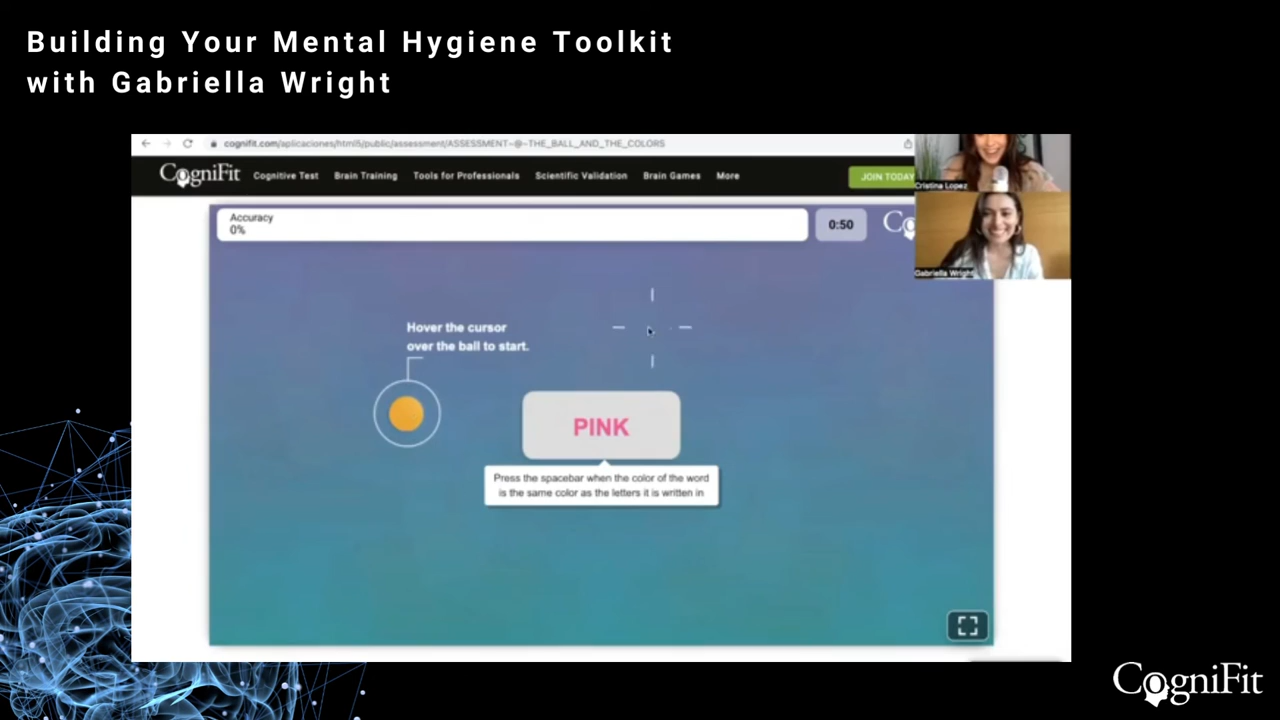 Building Your Mental Hygiene Toolkit
with Gabriella Wright
cognifit.com/aplicaciones/html5/public/assessment/ASSESSMENT~@~THE_BALL_AND_THE_COLORS
CogniFit Cognitive Test Brain Training Tools for Professionals Scientific Validation Brain Games More JOIN TODAY
Cristina Lopez
Accuracy
0%
0:50
Co
Gabriella Wright
Hover the cursor
over the ball to start.
PINK
Press the spacebar when the color of the word
is the same color as the letters it is written in
CogniFit